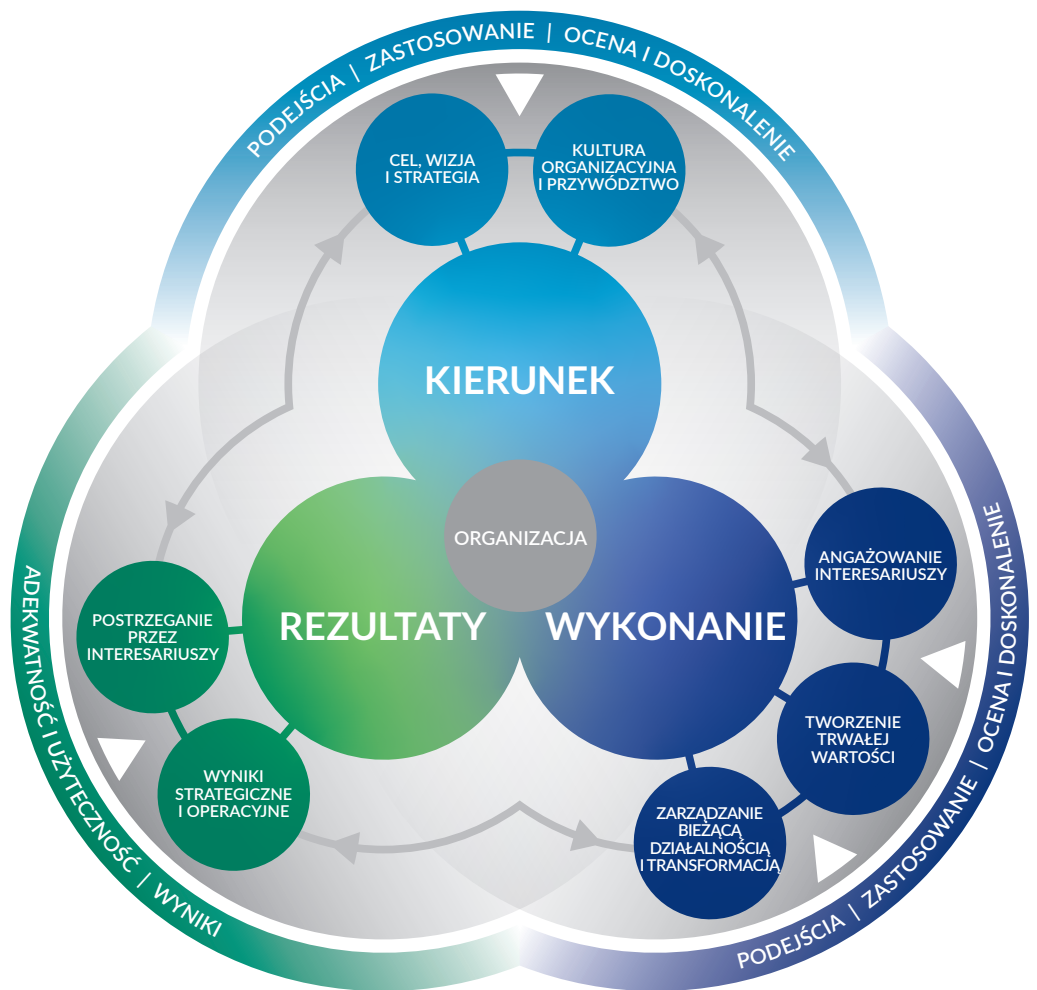 PODEJŚCIA | ZASTOSOWANIE | OCENA I DOSKONALENIE
CEL, WIZJA
I STRATEGIA
KULTURA
ORGANIZACYJNA
I PRZYWÓDZTWO
KIERUNEK
ORGANIZACJA
REZULTATY
WYKONANIE
POSTRZEGANIE
PRZEZ
INTERESARIUSZY
WYNIKI
STRATEGICZNE
I OPERACYJNE
ANGAŻOWANIE
INTERESARIUSZY
TWORZENIE
TRWAŁEJ
WARTOŚCI
ZARZĄDZANIE
BIEŻĄCĄ
DZIAŁALNOŚCIĄ
I TRANSFORMACJĄ
ADEKWATNOŚĆ I UŻYTECZNOŚĆ | WYNIKI
PODEJŚCIA | ZASTOSOWANIE | OCENA I DOSKONALENIE